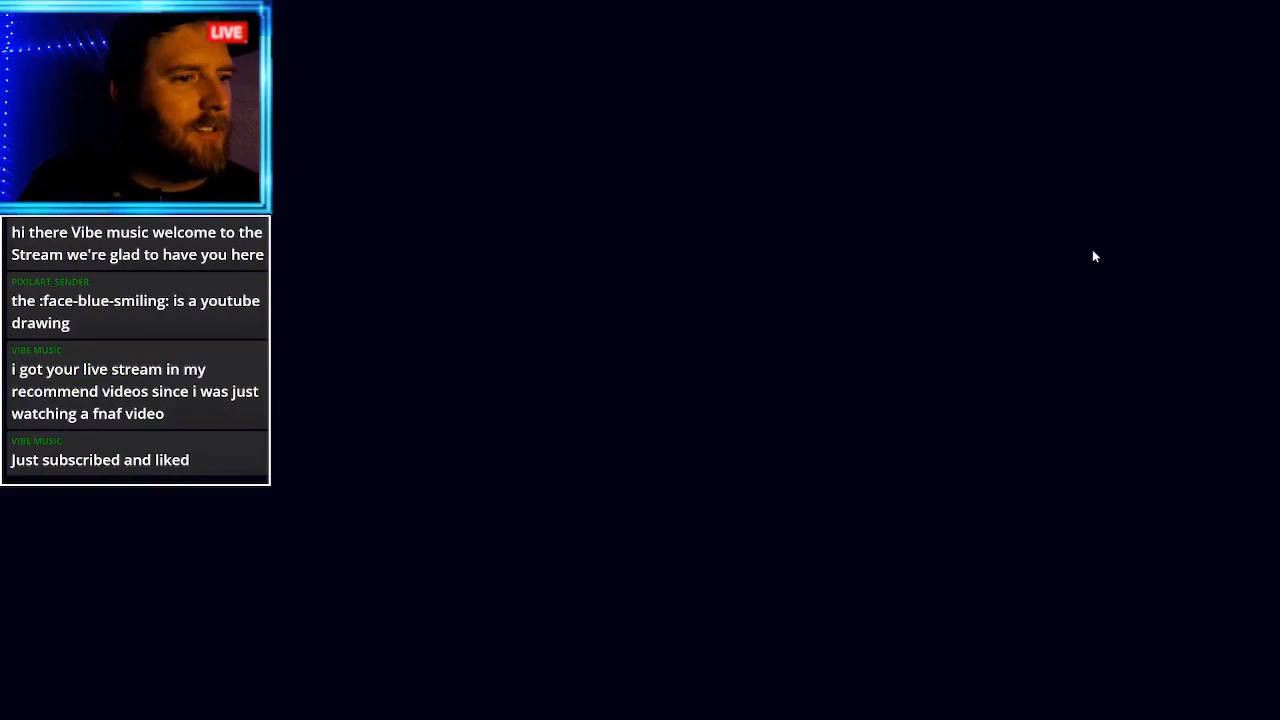 LIVE
hi there Vibe music welcome to the
Stream we're glad to have you here
PIXILART_SENDER
the :face-blue-smiling: is a youtube
drawing
VIBE MUSIC
i got your live stream in my
recommend videos since i was just
watching a fnaf video
VIBE MUSIC
Just subscribed and liked